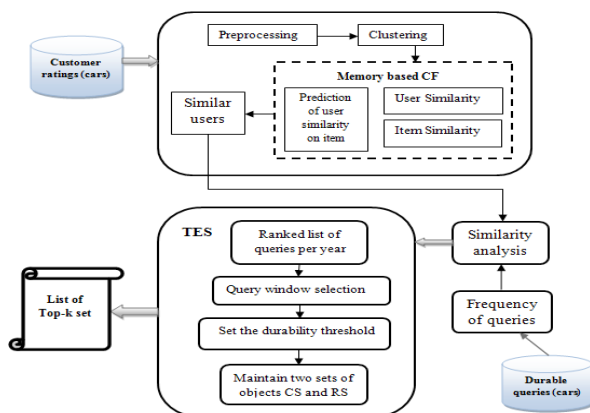 Preprocessing
Clustering
Customer
ratings (cars)
Memory based CF
Similar
users
Prediction
of user
similarity
on item
User Similarity
Item Similarity
TES
Ranked list of
queries per year
Similarity
analysis
Query window selection
List of
Top-k set
Frequency
of queries
Set the durability threshold
Maintain two sets of
objects CS and RS
Durable
queries (cars)